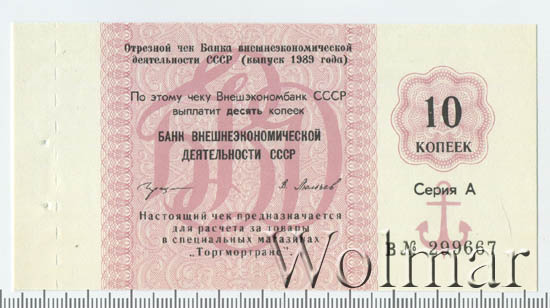 Отрезной чек Банка внешнеэкономической
деятельности СССР (выпуск 1989 года)
По этому чеку Внешэкономбанк СССР
выплатит десять копеек
БАНК ВНЕШНЕЭКОНОМИЧЕСКОЙ
ДЕЯТЕЛЬНОСТИ СССР
Настоящий чек предназначается
для расчета за товары
в специальных магазинах
„Торгмортранс".
10
КОПЕЕК
Серия А
В № 299667
Wolmar